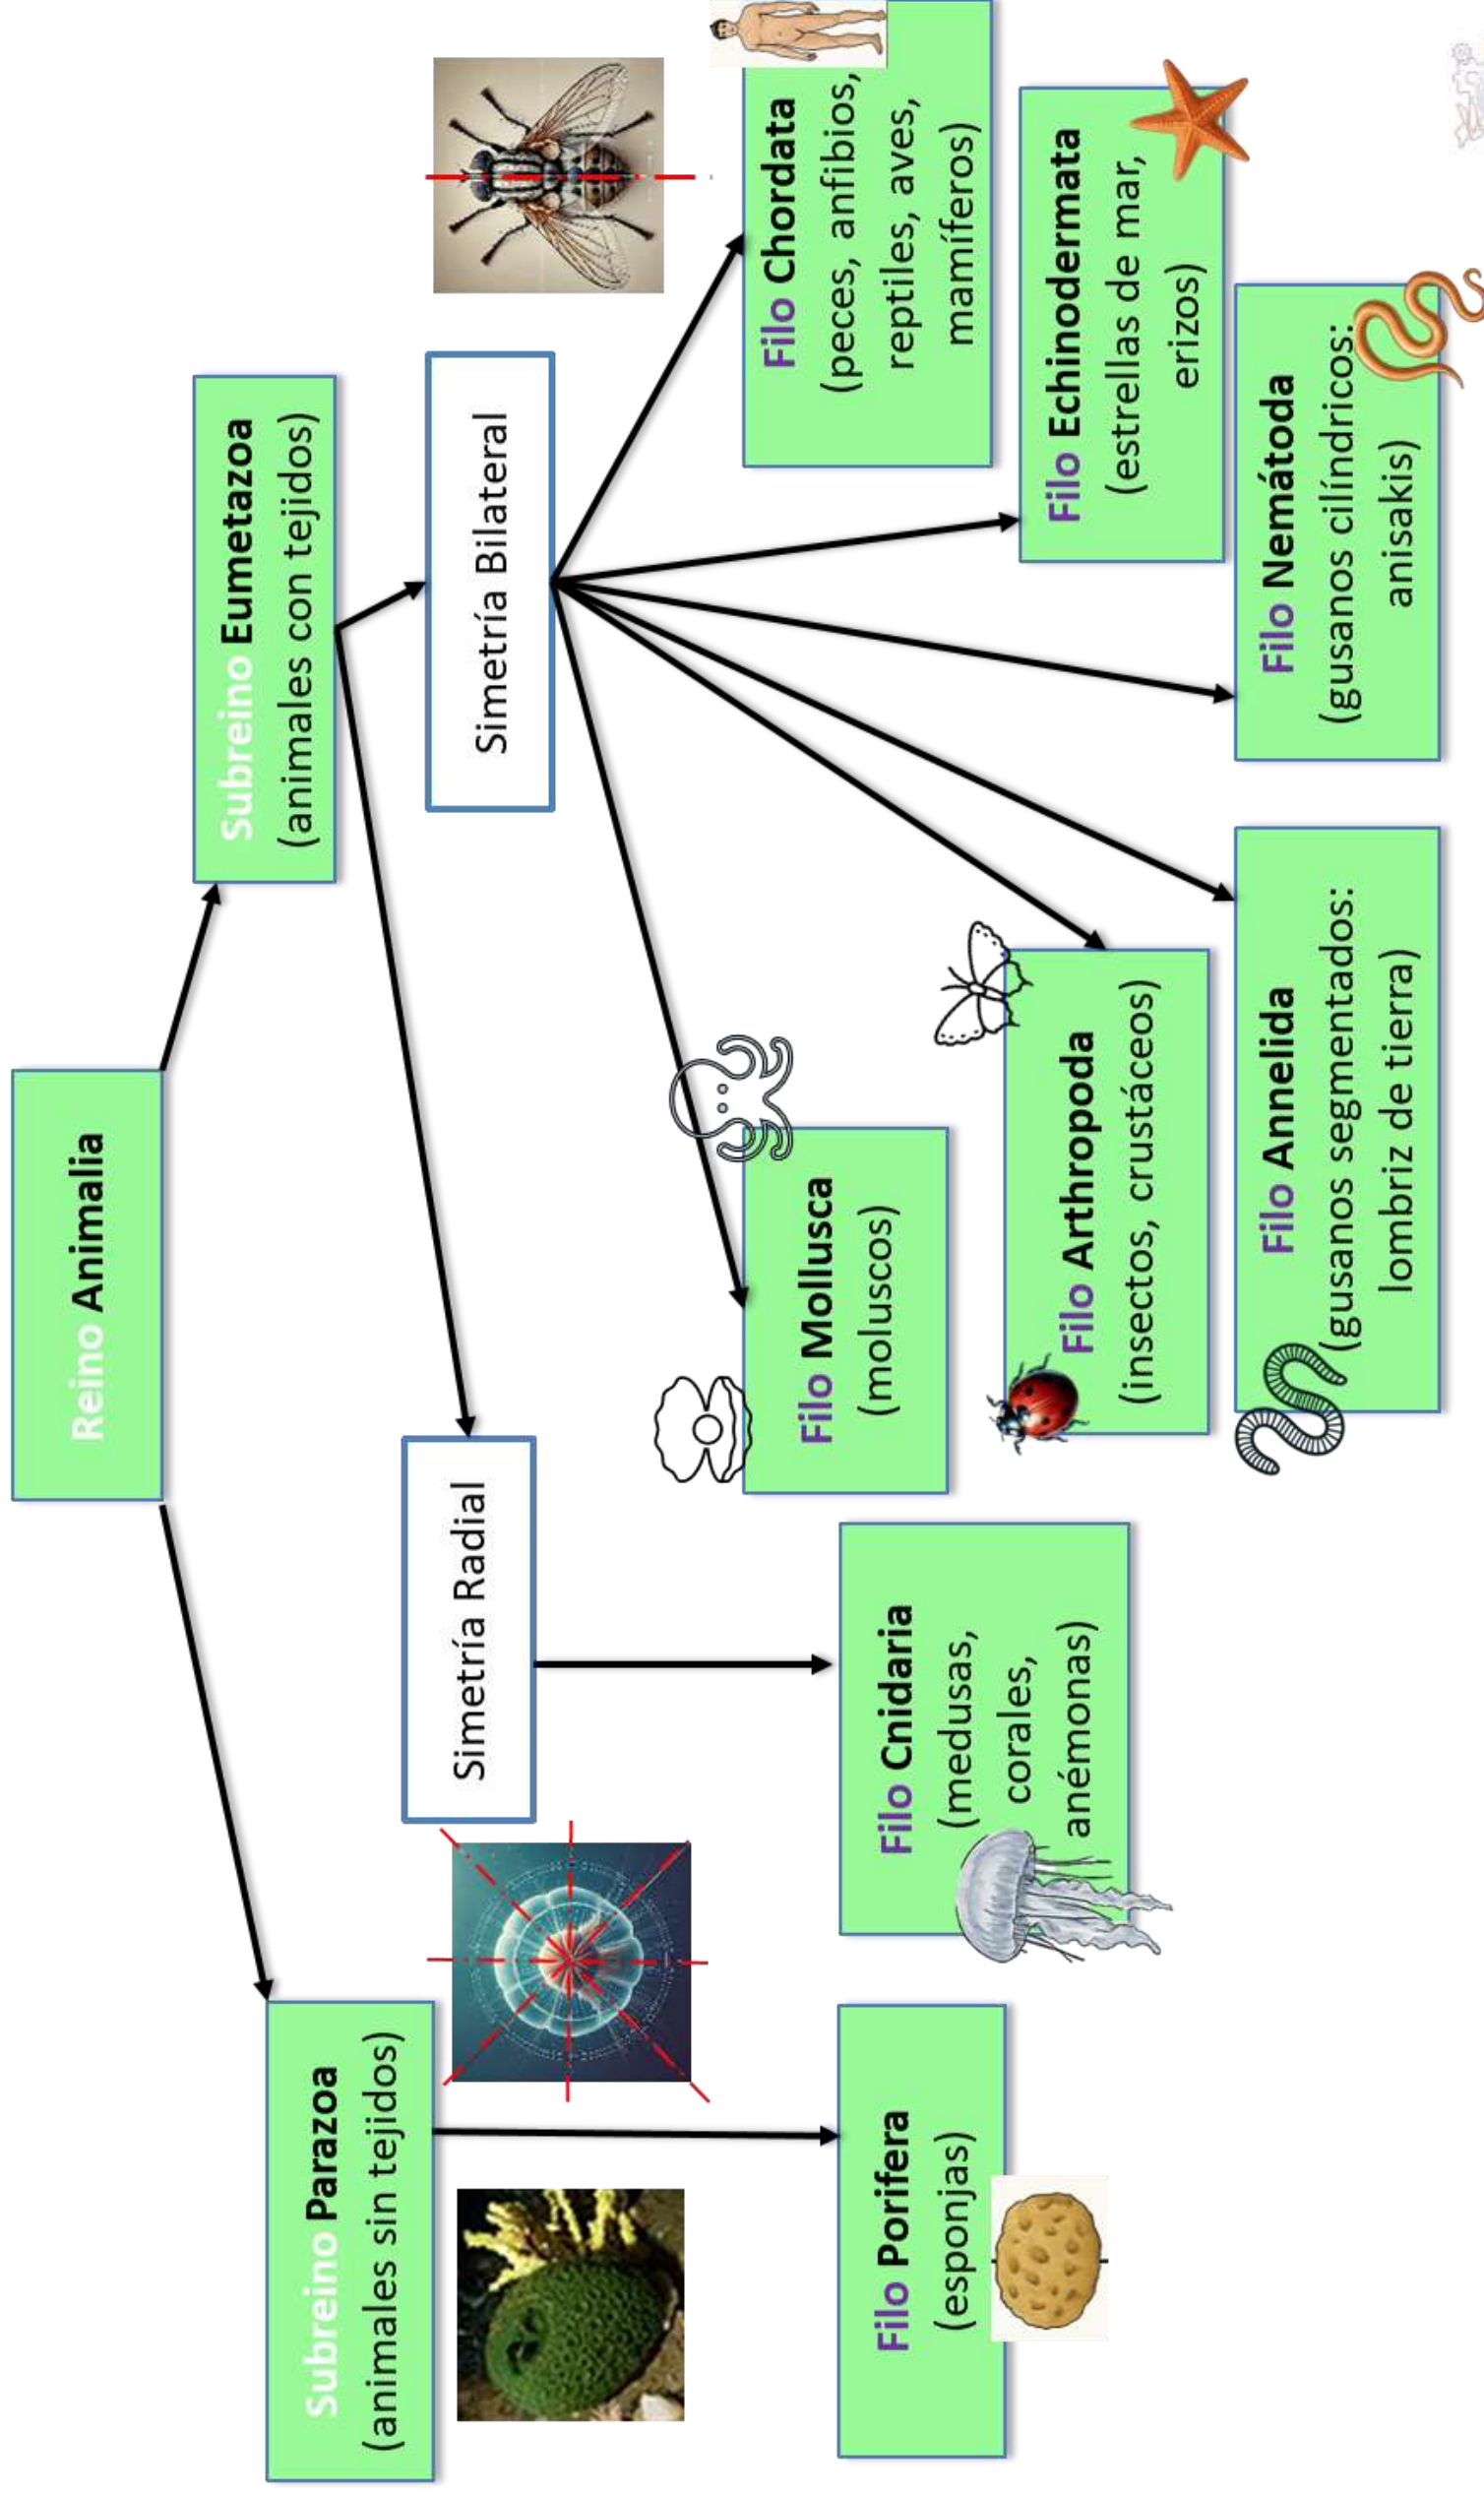 Reino Animalia
Subreino Parazoa
(animales sin tejidos)
Subreino Eumetazoa
(animales con tejidos)
Simetría Radial
Simetría Bilateral
Filo Porifera
(esponjas)
Filo Cnidaria
(medusas,
corales,
anémonas)
Filo Mollusca
(moluscos)
Filo Chordata
(peces, anfibios,
reptiles, aves,
mamíferos)
Filo Arthropoda
(insectos, crustáceos)
Filo Echinodermata
(estrellas de mar,
erizos)
Filo Annelida
(gusanos segmentados:
lombriz de tierra)
Filo Nemátoda
(gusanos cilíndricos:
anisakis)